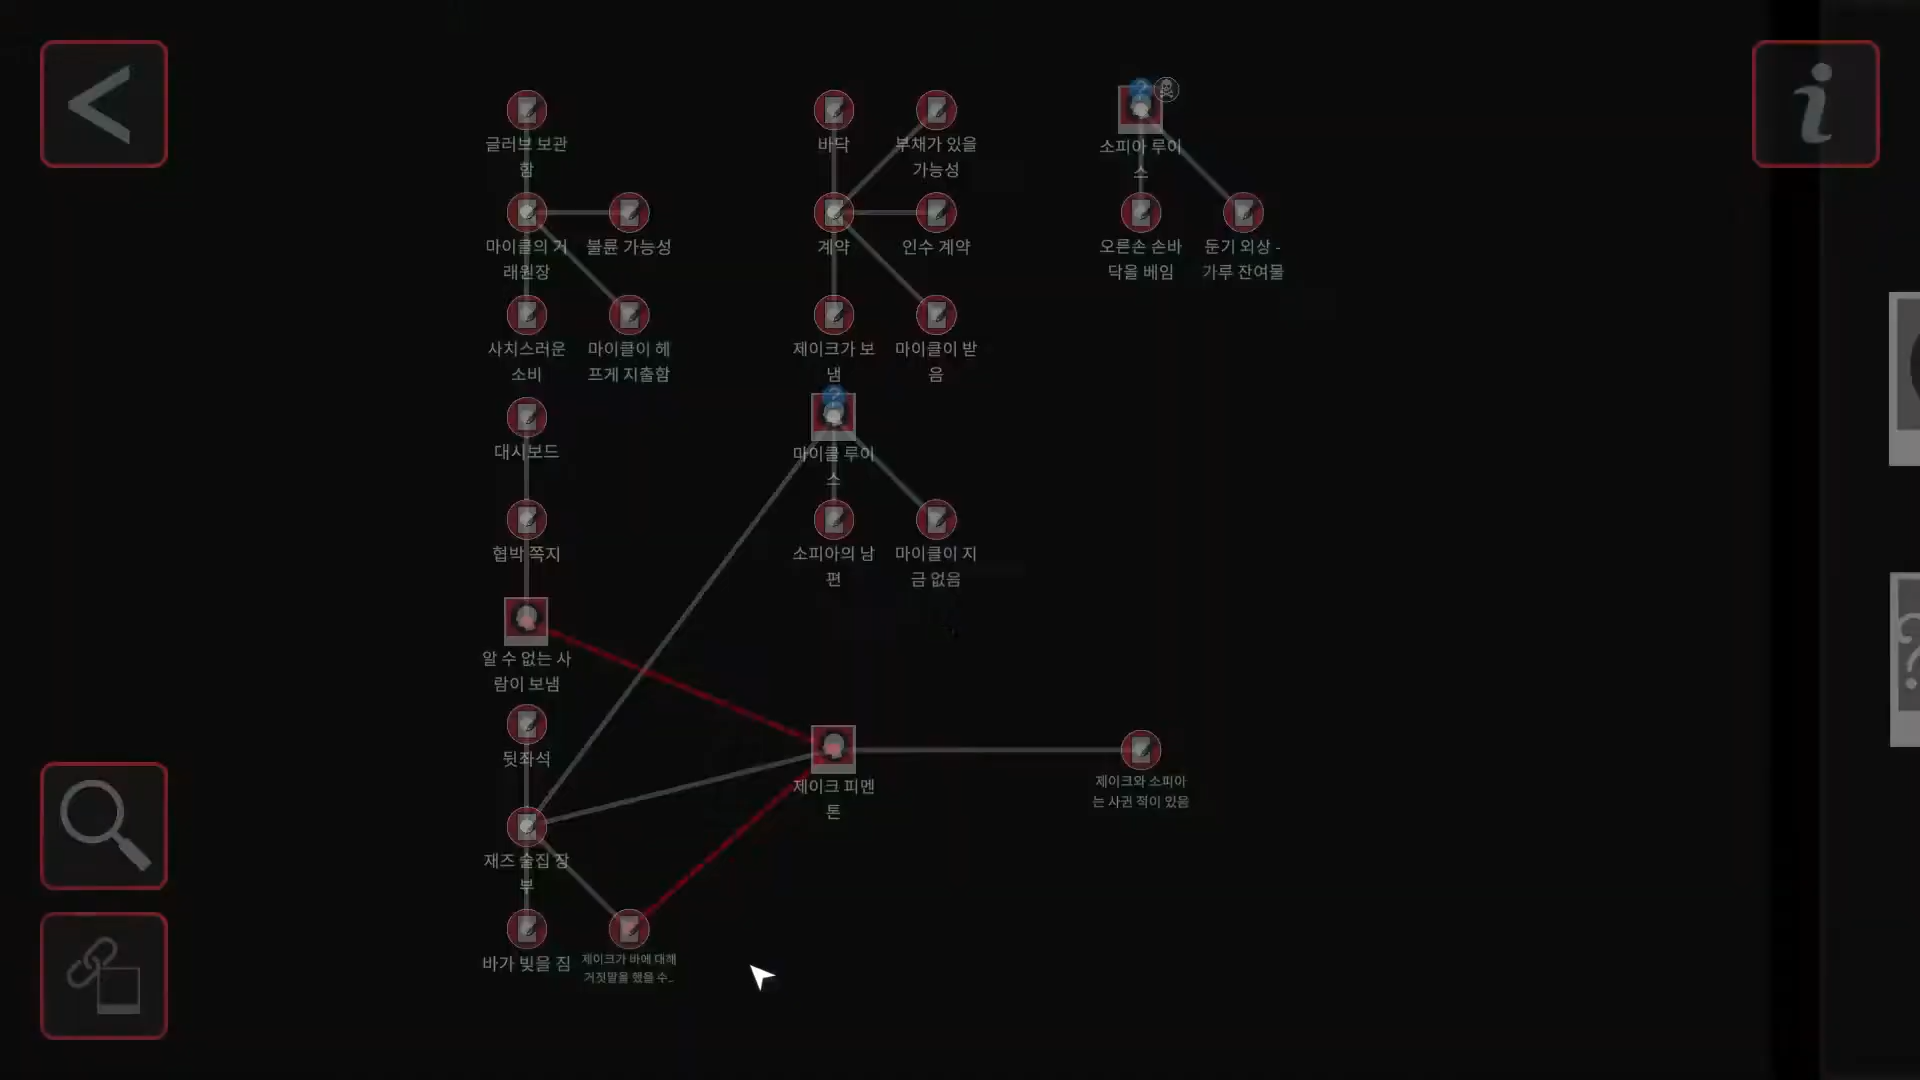 글러브 보관
함
마이클의 거
래원장
불륜 가능성
사치스러운
소비
마이클이 헤
프게 지출함
대시보드
협박 쪽지
알 수 없는 사
람이 보냄
뒷좌석
재즈 술집 장
부
바가 빚을 짐
제이크가 바에 대해
거짓말을 했을 수...
바닥
부채가 있을
가능성
계약
인수 계약
제이크가 보
냄
마이클이 받
음
마이클 루이
스
소피아의 남
편
마이클이 지
금 없음
제이크 피멘
톤
제이크와 소피아
는 사귄 적이 있음
소피아 루이
스
오른손 손바
닥을 베임
둔기 외상 -
가루 잔여물